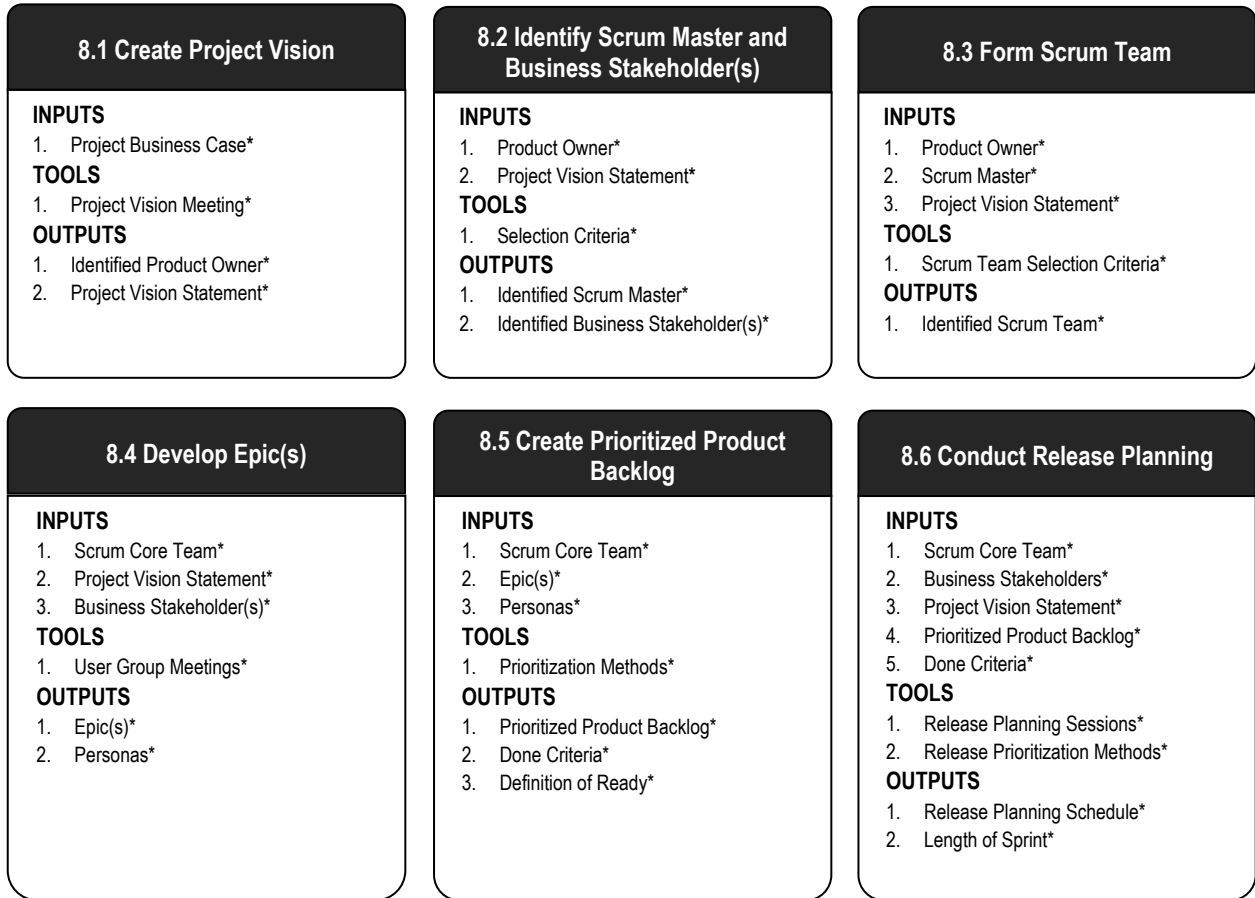 8.1 Create Project Vision
INPUTS
1. Project Business Case*
TOOLS
1. Project Vision Meeting*
OUTPUTS
1. Identified Product Owner*
2. Project Vision Statement*
8.2 Identify Scrum Master and
Business Stakeholder(s)
INPUTS
1. Product Owner*
2. Project Vision Statement*
TOOLS
1. Selection Criteria*
OUTPUTS
1. Identified Scrum Master*
2. Identified Business Stakeholder(s)*
8.3 Form Scrum Team
INPUTS
1. Product Owner*
2. Scrum Master*
3. Project Vision Statement*
TOOLS
1. Scrum Team Selection Criteria*
OUTPUTS
1. Identified Scrum Team*
8.4 Develop Epic(s)
INPUTS
1. Scrum Core Team*
2. Project Vision Statement*
3. Business Stakeholder(s)*
TOOLS
1. User Group Meetings*
OUTPUTS
1. Epic(s)*
2. Personas*
8.5 Create Prioritized Product
Backlog
INPUTS
1. Scrum Core Team*
2. Epic(s)*
3. Personas*
TOOLS
1. Prioritization Methods*
OUTPUTS
1. Prioritized Product Backlog*
2. Done Criteria*
3. Definition of Ready*
8.6 Conduct Release Planning
INPUTS
1. Scrum Core Team*
2. Business Stakeholders*
3. Project Vision Statement*
4. Prioritized Product Backlog*
5. Done Criteria*
TOOLS
1. Release Planning Sessions*
2. Release Prioritization Methods*
OUTPUTS
1. Release Planning Schedule*
2. Length of Sprint*